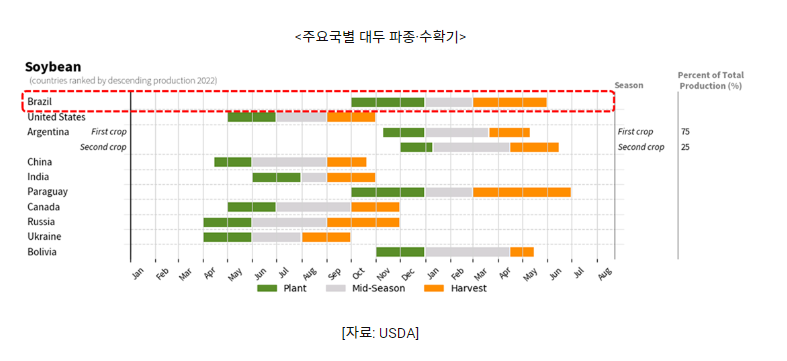 <주요국별 대두 파종·수확기>
Soybean
(countries ranked by descending production 2022)
Season
Percent of Total
Production (%)
Brazil
United States
Argentina First crop First crop 75
Second crop Second crop 25
China
India
Paraguay
Canada
Russia
Ukraine
Bolivia
Jan Feb Mar Apr May Jun Jul Aug Sep Oct Nov Dec Jan Feb Mar Apr May Jun Jul Aug
Plant Mid-Season Harvest
[자료: USDA]